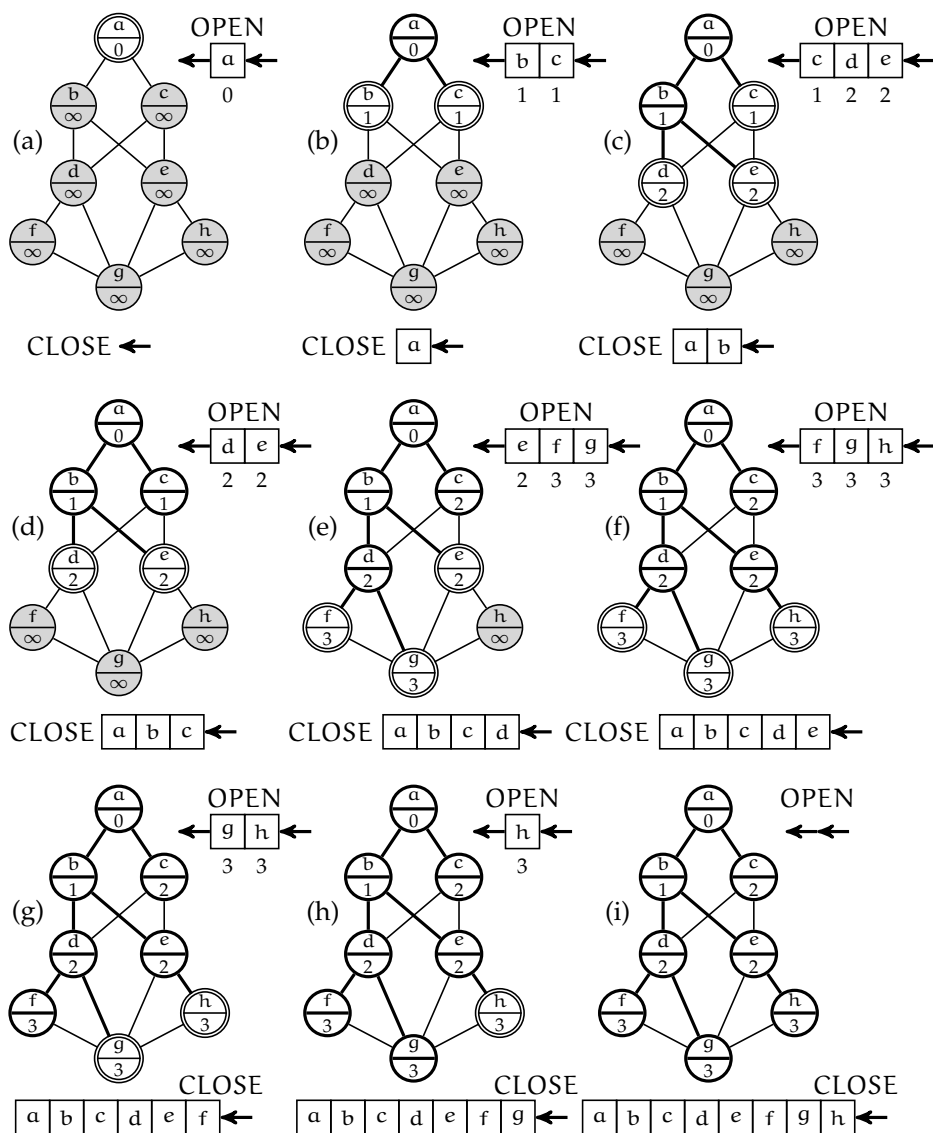 a OPEN
0 a
0
b c
∞ ∞
(a)
d e
∞ ∞
f h
∞ ∞
g
∞
CLOSE
a OPEN
0 b c
1 1
b c
1 1
(b)
d e
∞ ∞
f h
∞ ∞
g
∞
CLOSE a
a OPEN
0 c d e
1 2 2
b c
1 1
(c)
d e
2 2
f h
∞ ∞
g
∞
CLOSE a b
a OPEN
0 d e
2 2
b c
1 1
(d)
d e
2 2
f h
∞ ∞
g
∞
CLOSE a b c
a OPEN
0 e f g
2 3 3
b c
1 2
(e)
d e
2 2
f h
3 ∞
g
3
CLOSE a b c d
a OPEN
0 f g h
3 3 3
b c
1 2
(f)
d e
2 2
f h
3 3
g
3
CLOSE a b c d e
a OPEN
0 g h
3 3
b c
1 2
(g)
d e
2 2
f h
3 3
g
3
CLOSE
a b c d e f
a OPEN
0 h
3
b c
1 2
(h)
d e
2 2
f h
3 3
g
3
CLOSE
a b c d e f g
a OPEN
0
b c
1 2
(i)
d e
2 2
f h
3 3
g
3
CLOSE
a b c d e f g h